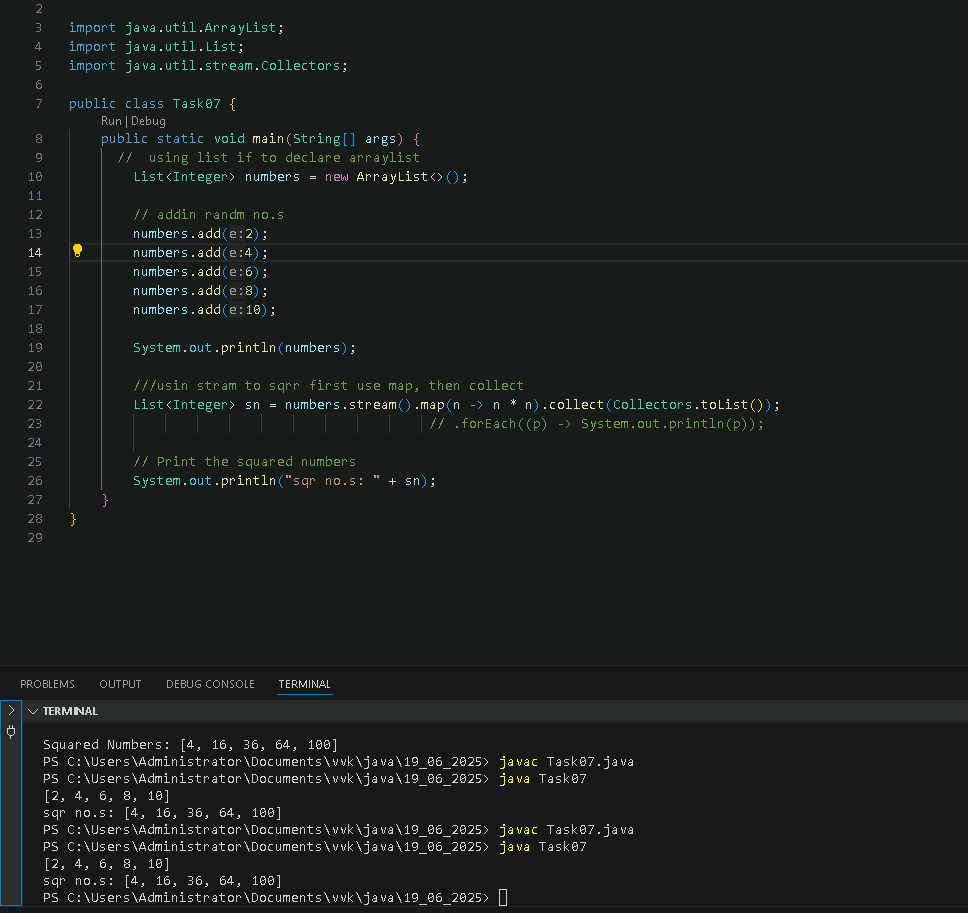 2
3 import java.util.ArrayList;
4 import java.util.List;
5 import java.util.stream.Collectors;
6
7 public class Task07 {
Run | Debug
8 public static void main(String[] args) {
9 //  using list if to declare arraylist
10 List<Integer> numbers = new ArrayList<>();
11
12 // addin randm no.s
13 numbers.add(e:2);
14 numbers.add(e:4);
15 numbers.add(e:6);
16 numbers.add(e:8);
17 numbers.add(e:10);
18
19 System.out.println(numbers);
20
21 ///usin stram to sqrr first use map, then collect
22 List<Integer> sn = numbers.stream().map(n -> n * n).collect(Collectors.toList());
23 // .forEach((p) -> System.out.println(p));
24
25 // Print the squared numbers
26 System.out.println("sqr no.s: " + sn);
27 }
28 }
29
PROBLEMS OUTPUT DEBUG CONSOLE TERMINAL
TERMINAL
Squared Numbers: [4, 16, 36, 64, 100]
PS C:\Users\Administrator\Documents\vvk\java\19_06_2025> javac Task07.java
PS C:\Users\Administrator\Documents\vvk\java\19_06_2025> java Task07
[2, 4, 6, 8, 10]
sqr no.s: [4, 16, 36, 64, 100]
PS C:\Users\Administrator\Documents\vvk\java\19_06_2025> javac Task07.java
PS C:\Users\Administrator\Documents\vvk\java\19_06_2025> java Task07
[2, 4, 6, 8, 10]
sqr no.s: [4, 16, 36, 64, 100]
PS C:\Users\Administrator\Documents\vvk\java\19_06_2025>